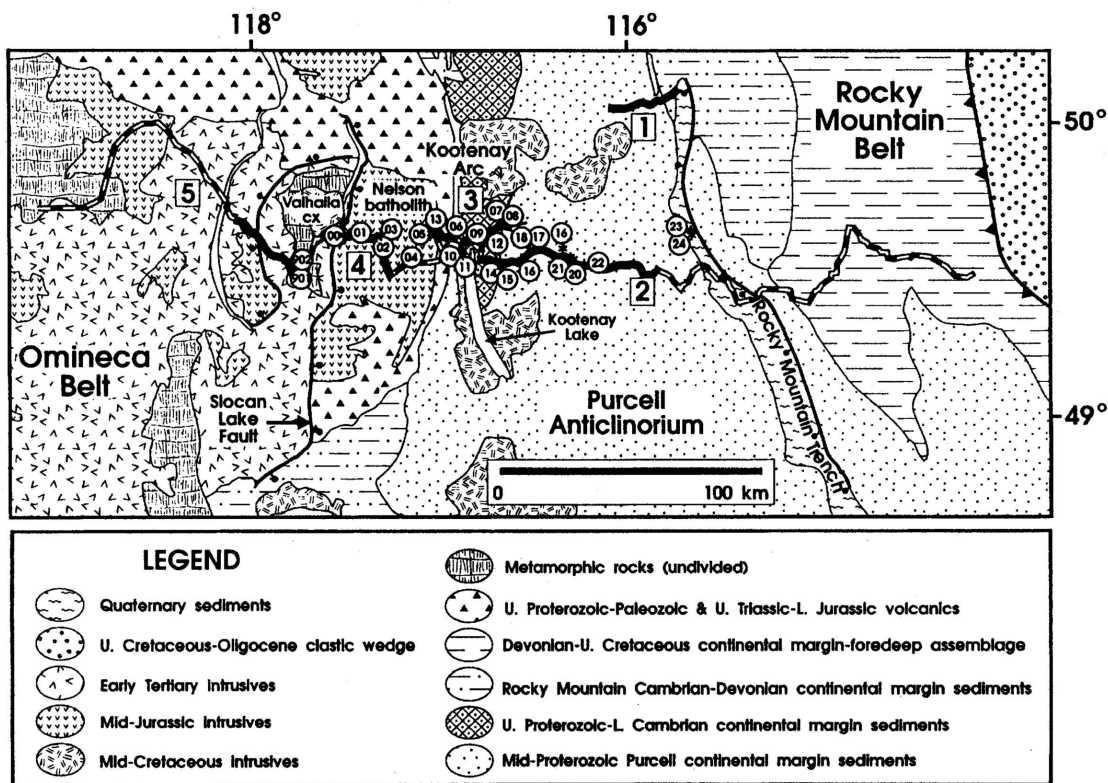 118°
116°
50°
49°
Rocky
Mountain
Belt
1
Kootenay
Arc
3
5
Valhalla
cx
Nelson
batholith
07
08
13
06
09
00
01
03
05
12
18
17
16
23
24
02
04
4
10
11
14
15
16
21
20
22
2
Kootenay
Lake
Omineca
Belt
Slocan
Lake
Fault
Purcell
Anticlinorium
Rocky Mountain Trench
0
100 km
LEGEND
Quaternary sediments
U. Cretaceous-Oligocene clastic wedge
Early Tertiary intrusives
Mid-Jurassic intrusives
Mid-Cretaceous intrusives
Metamorphic rocks (undivided)
U. Proterozoic-Paleozoic & U. Triassic-L. Jurassic volcanics
Devonian-U. Cretaceous continental margin-foredeep assemblage
Rocky Mountain Cambrian-Devonian continental margin sediments
U. Proterozoic-L. Cambrian continental margin sediments
Mid-Proterozoic Purcell continental margin sediments